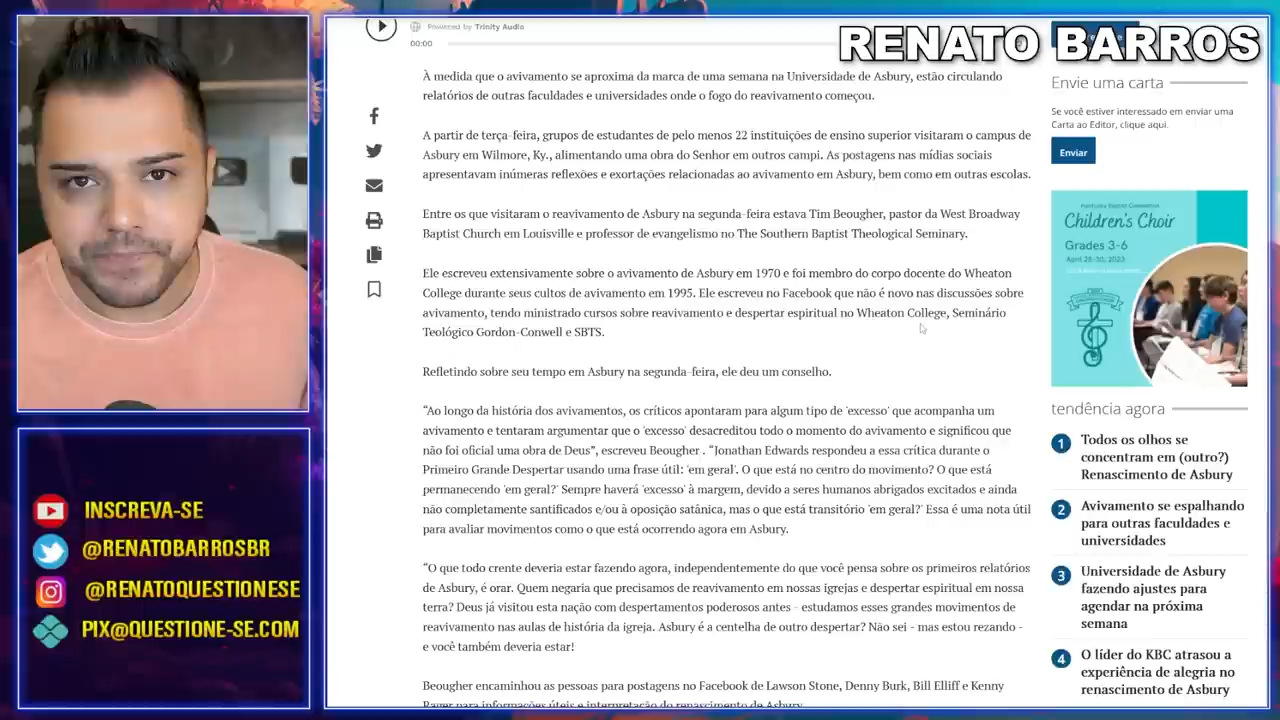 RENATO BARROS
Powered by Trinity Audio
00:00
À medida que o avivamento se aproxima da marca de uma semana na Universidade de Asbury, estão circulando
relatórios de outras faculdades e universidades onde o fogo do reavivamento começou.
A partir de terça-feira, grupos de estudantes de pelo menos 22 instituições de ensino superior visitaram o campus de
Asbury em Wilmore, Ky., alimentando uma obra do Senhor em outros campi. As postagens nas mídias sociais
apresentavam inúmeras reflexões e exortações relacionadas ao avivamento em Asbury, bem como em outras escolas.
Entre os que visitaram o reavivamento de Asbury na segunda-feira estava Tim Beougher, pastor da West Broadway
Baptist Church em Louisville e professor de evangelismo no The Southern Baptist Theological Seminary.
Ele escreveu extensivamente sobre o avivamento de Asbury em 1970 e foi membro do corpo docente do Wheaton
College durante seus cultos de avivamento em 1995. Ele escreveu no Facebook que não é novo nas discussões sobre
avivamento, tendo ministrado cursos sobre reavivamento e despertar espiritual no Wheaton College, Seminário
Teológico Gordon-Conwell e SBTS.
Refletindo sobre seu tempo em Asbury na segunda-feira, ele deu um conselho.
“Ao longo da história dos avivamentos, os críticos apontaram para algum tipo de 'excesso' que acompanha um
avivamento e tentaram argumentar que o 'excesso' desacreditou todo o momento do avivamento e significou que
não foi oficial uma obra de Deus”, escreveu Beougher . “Jonathan Edwards respondeu a essa crítica durante o
Primeiro Grande Despertar usando uma frase útil: 'em geral'. O que está no centro do movimento? O que está
permanecendo 'em geral?' Sempre haverá 'excesso' à margem, devido a seres humanos abrigados excitados e ainda
não completamente santificados e/ou à oposição satânica, mas o que está transitório 'em geral?' Essa é uma nota útil
para avaliar movimentos como o que está ocorrendo agora em Asbury.
“O que todo crente deveria estar fazendo agora, independentemente do que você pensa sobre os primeiros relatórios
de Asbury, é orar. Quem negaria que precisamos de reavivamento em nossas igrejas e despertar espiritual em nossa
terra? Deus já visitou esta nação com despertamentos poderosos antes - estudamos esses grandes movimentos de
reavivamento nas aulas de história da igreja. Asbury é a centelha de outro despertar? Não sei - mas estou rezando -
e você também deveria estar!
Beougher encaminhou as pessoas para postagens no Facebook de Lawson Stone, Denny Burk, Bill Elliff e Kenny
Rager para informações úteis e interpretação do renascimento de Asbury.
Envie uma carta
Se você estiver interessado em enviar uma
Carta ao Editor, clique aqui.
Enviar
Children's Choir
Grades 3-6
April 28-30, 2023
tendência agora
1 Todos os olhos se
concentram em (outro?)
Renascimento de Asbury
2 Avivamento se espalhando
para outras faculdades e
universidades
3 Universidade de Asbury
fazendo ajustes para
agendar na próxima
semana
4 O líder do KBC atrasou a
experiência de alegria no
renascimento de Asbury
INSCREVA-SE
@RENATOBARROSBR
@RENATOQUESTIONESE
PIX@QUESTIONE-SE.COM